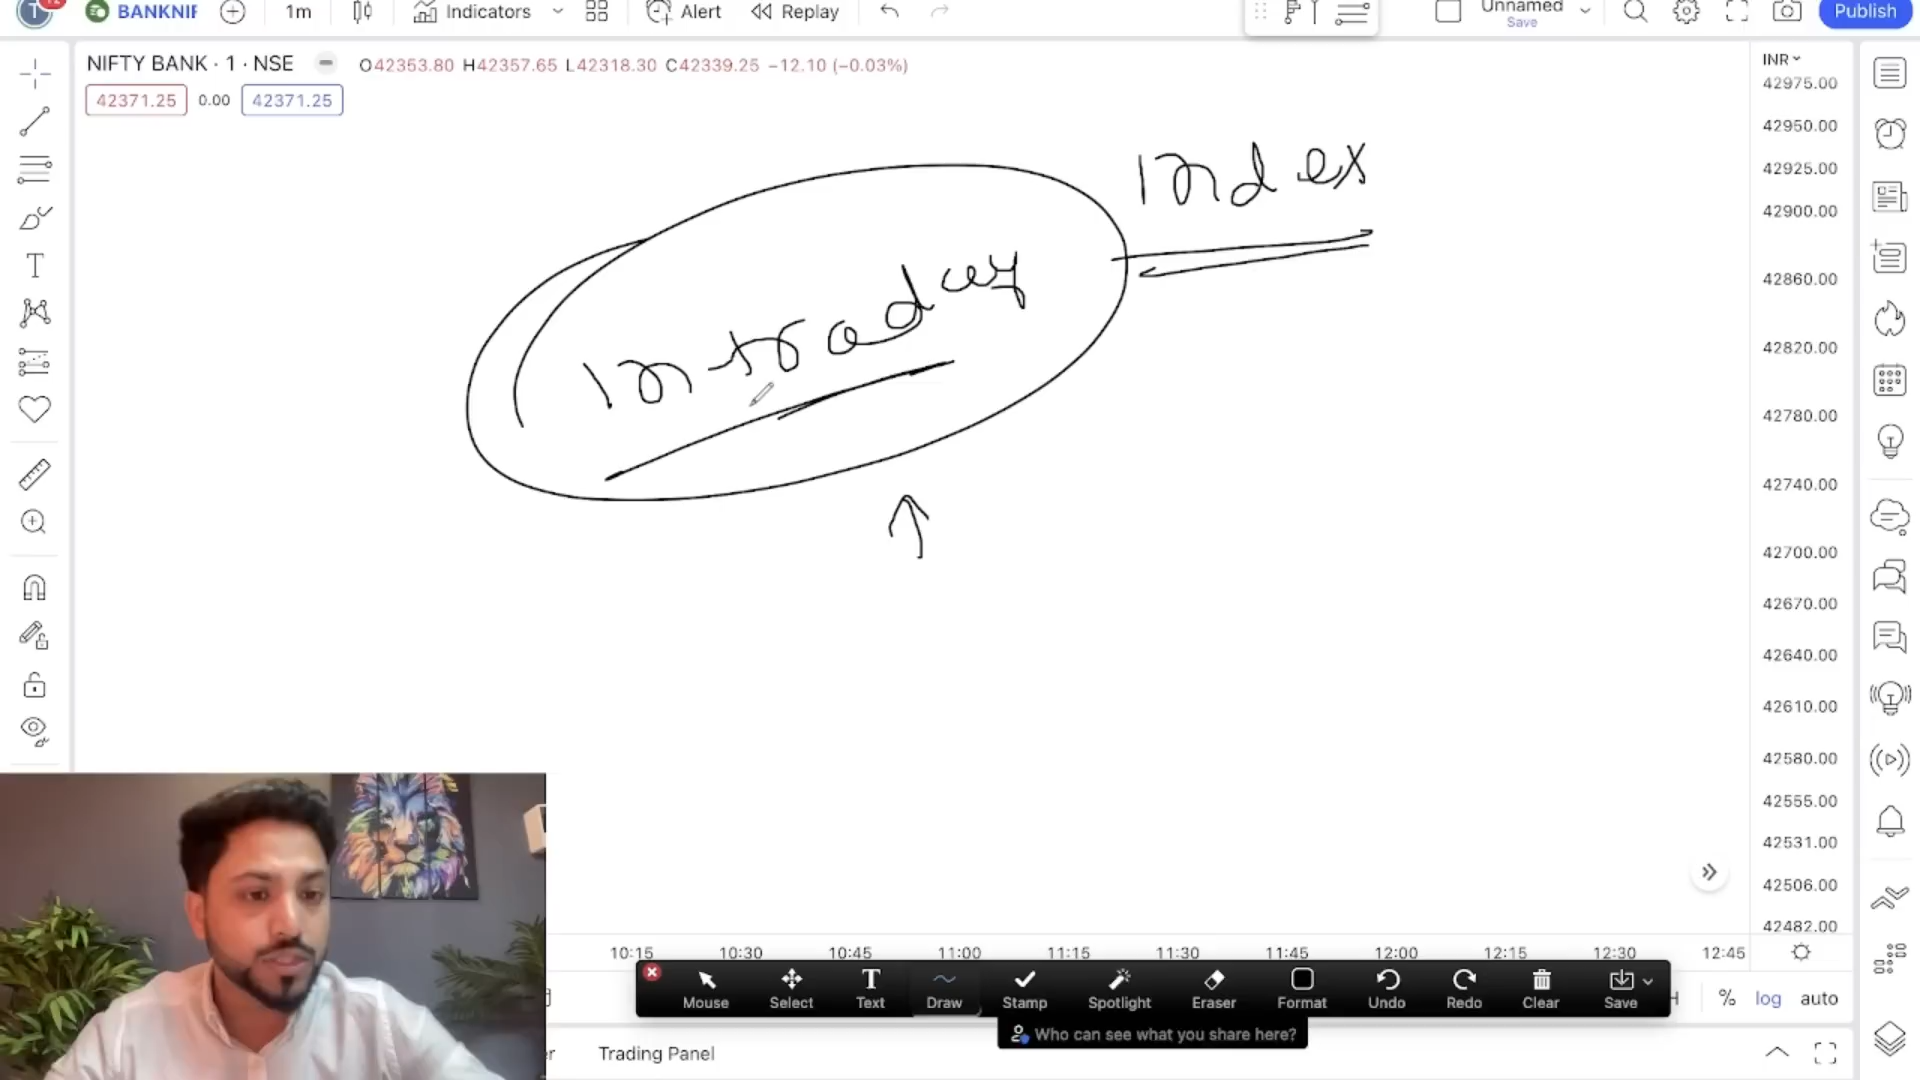 T
12
BANKNIF
1m
Indicators
Alert
Replay
Unnamed
Save
Publish
NIFTY BANK · 1 · NSE
O42353.80 H42357.65 L42318.30 C42339.25 −12.10 (−0.03%)
42371.25 0.00 42371.25
INR
42975.00
42950.00
42925.00
42900.00
42860.00
42820.00
42780.00
42740.00
42700.00
42670.00
42640.00
42610.00
42580.00
42555.00
42531.00
42506.00
42482.00
Index
Intraday
10:15 10:30 10:45 11:00 11:15 11:30 11:45 12:00 12:15 12:30 12:45
Mouse Select Text Draw Stamp Spotlight Eraser Format Undo Redo Clear Save
% log auto
Who can see what you share here?
Trading Panel